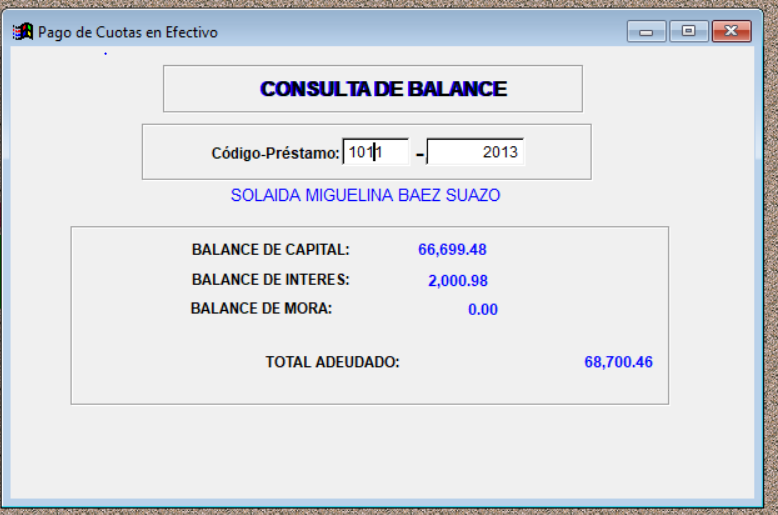 Pago de Cuotas en Efectivo
CONSULTA DE BALANCE
Código-Préstamo: 1011 - 2013
SOLAIDA MIGUELINA BAEZ SUAZO
BALANCE DE CAPITAL: 66,699.48
BALANCE DE INTERES: 2,000.98
BALANCE DE MORA: 0.00
TOTAL ADEUDADO: 68,700.46